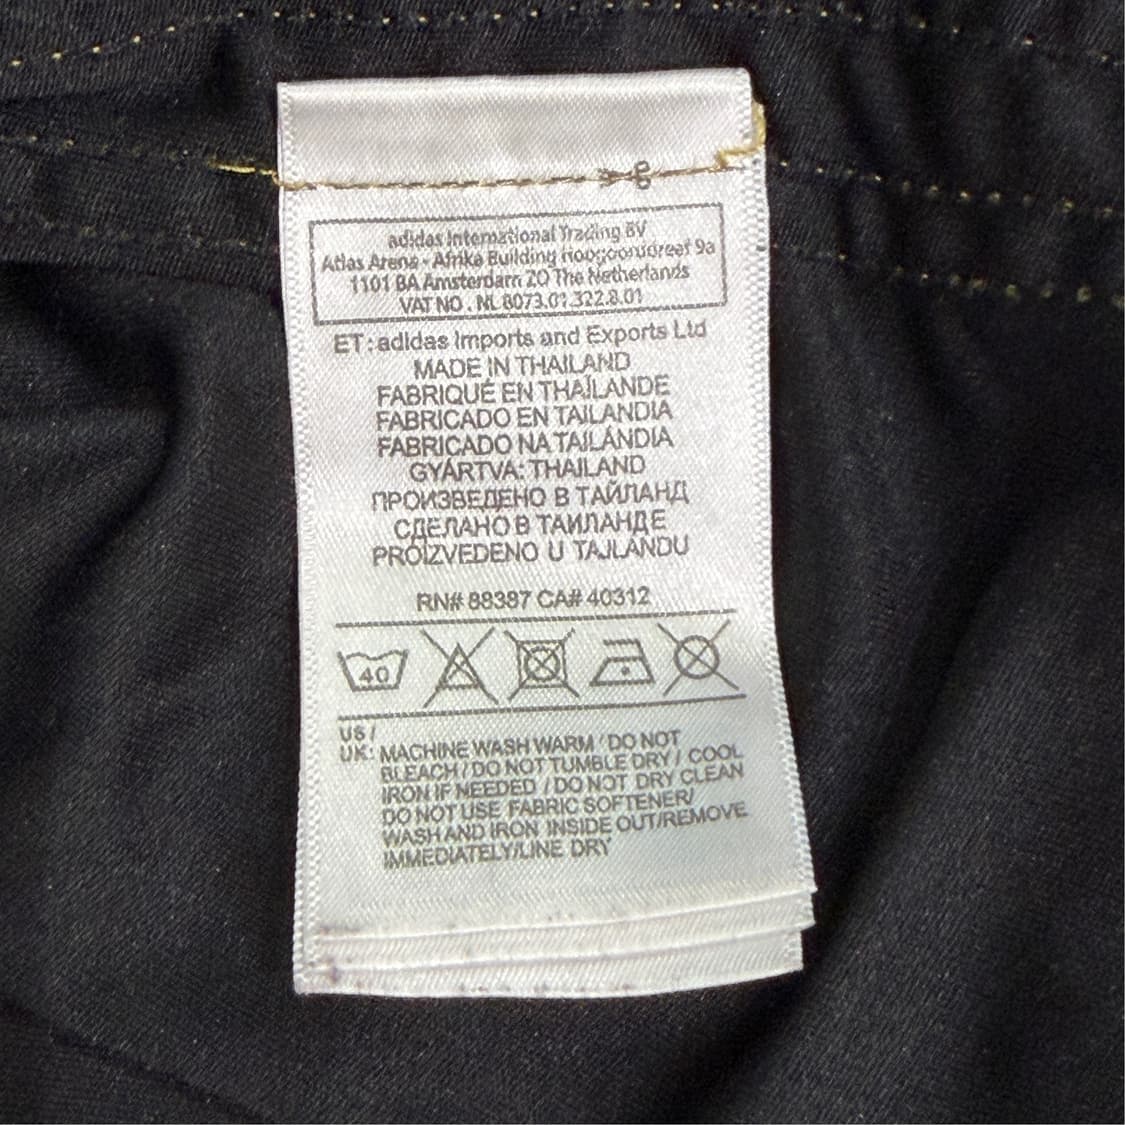 adidas International Trading BV
Atlas Arena - Afrika Building Hoogoorddreef 9a
1101 BA Amsterdam ZO The Netherlands
VAT NO . NL 8073.01.322.B.01
ET : adidas Imports and Exports Ltd
MADE IN THAILAND
FABRIQUÉ EN THAÏLANDE
FABRICADO EN TAILANDIA
FABRICADO NA TAILÂNDIA
GYÁRTVA: THAILAND
ПРОИЗВЕДЕНО В ТАЙЛАНД
СДЕЛАНО В ТАИЛАНДЕ
PROIZVEDENO U TAJLANDU
RN# 88387 CA# 40312
40
US /
UK: MACHINE WASH WARM / DO NOT
BLEACH / DO NOT TUMBLE DRY / COOL
IRON IF NEEDED / DO NOT DRY CLEAN
DO NOT USE FABRIC SOFTENER/
WASH AND IRON INSIDE OUT/REMOVE
IMMEDIATELY/LINE DRY